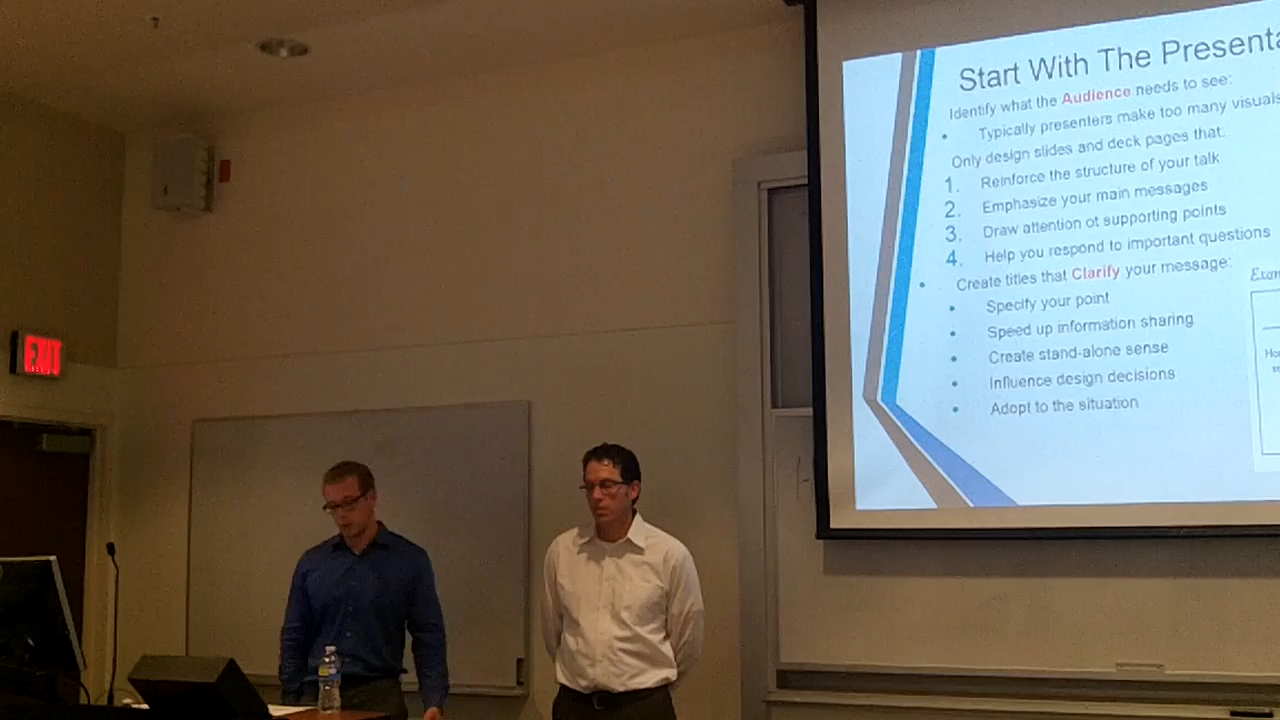 EXIT
Start With The Presenta
Identify what the Audience needs to see:
• Typically presenters make too many visuals
Only design slides and deck pages that:
1. Reinforce the structure of your talk
2. Emphasize your main messages
3. Draw attention ot supporting points
4. Help you respond to important questions
• Create titles that Clarify your message:
• Specify your point
• Speed up information sharing
• Create stand-alone sense
• Influence design decisions
• Adopt to the situation
Exam